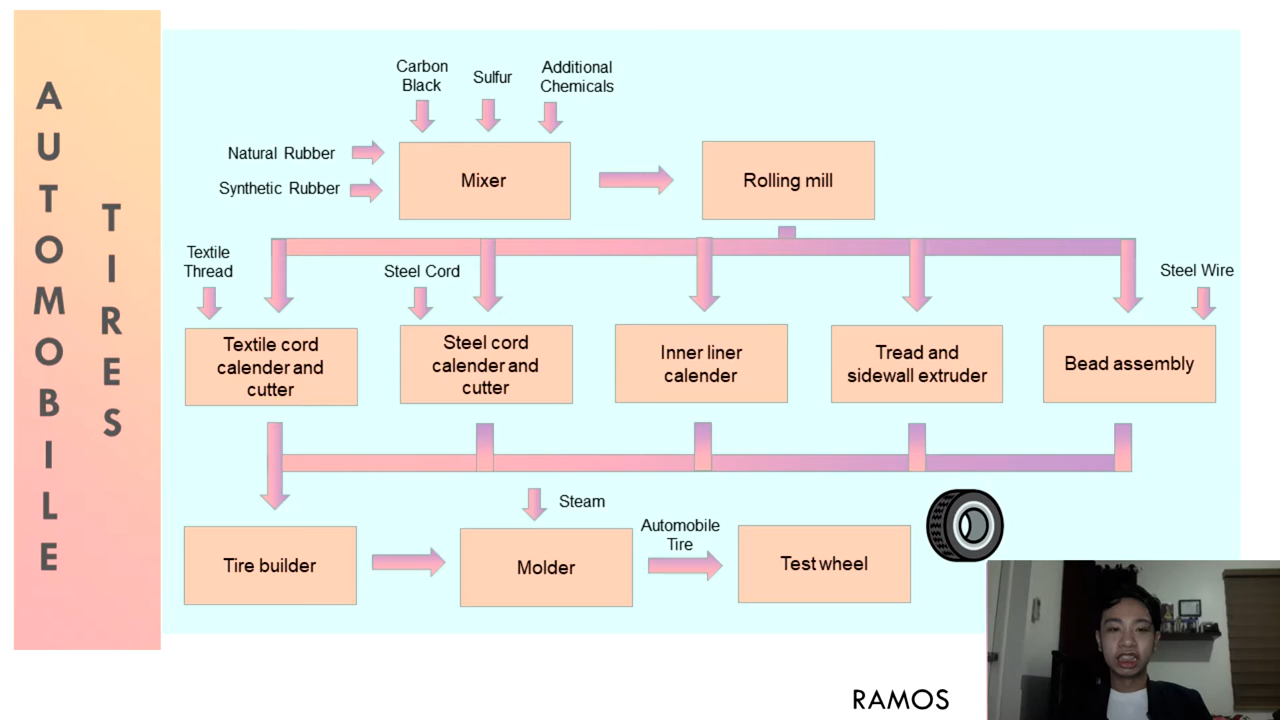 AUTOMOBILE
TIRES
Carbon
Black
Sulfur
Additional
Chemicals
Natural Rubber
Synthetic Rubber
Mixer
Rolling mill
Textile
Thread
Steel Cord
Steel Wire
Textile cord
calender and
cutter
Steel cord
calender and
cutter
Inner liner
calender
Tread and
sidewall extruder
Bead assembly
Steam
Automobile
Tire
Tire builder
Molder
Test wheel
RAMOS